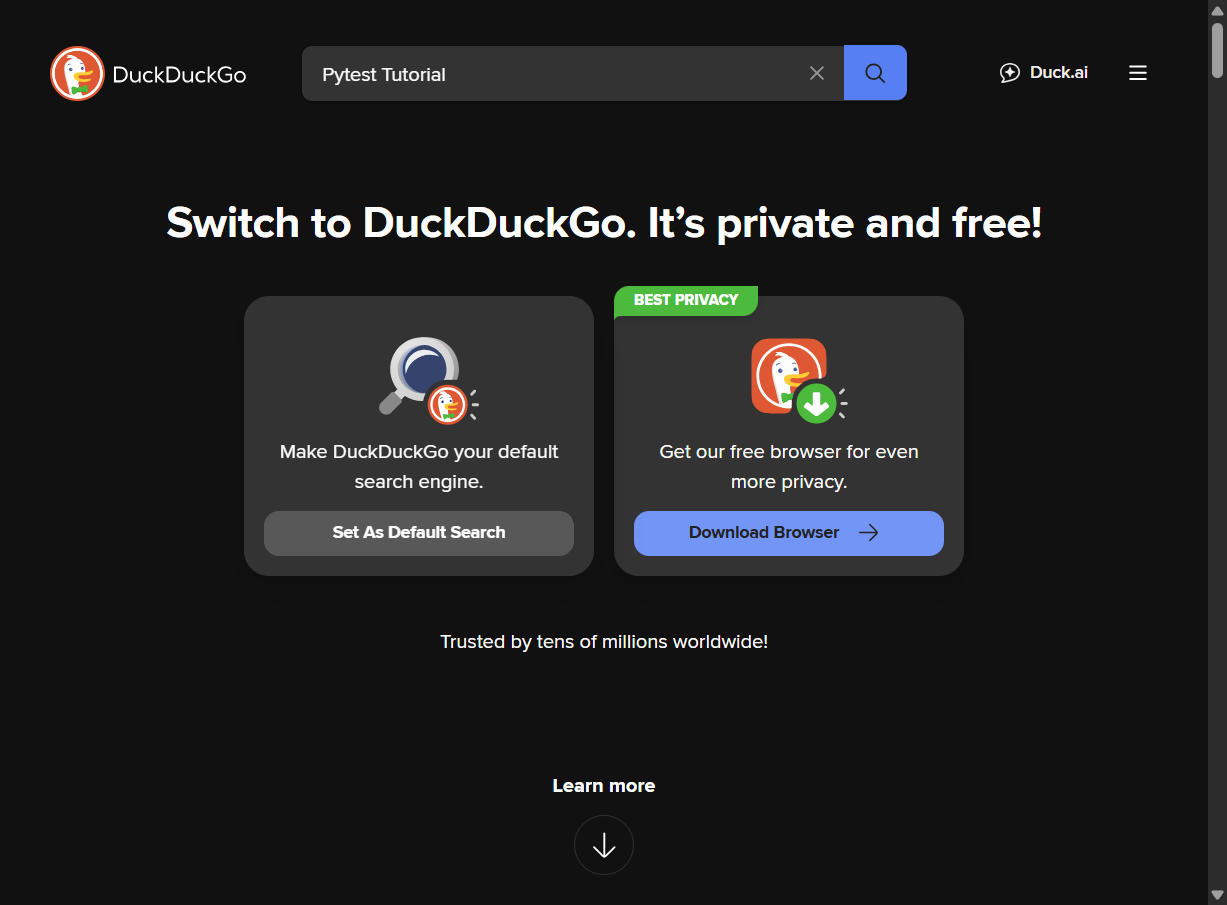 DuckDuckGo
Pytest Tutorial
Duck.ai
Switch to DuckDuckGo. It’s private and free!
Make DuckDuckGo your default
search engine.
Set As Default Search
BEST PRIVACY
Get our free browser for even
more privacy.
Download Browser
Trusted by tens of millions worldwide!
Learn more